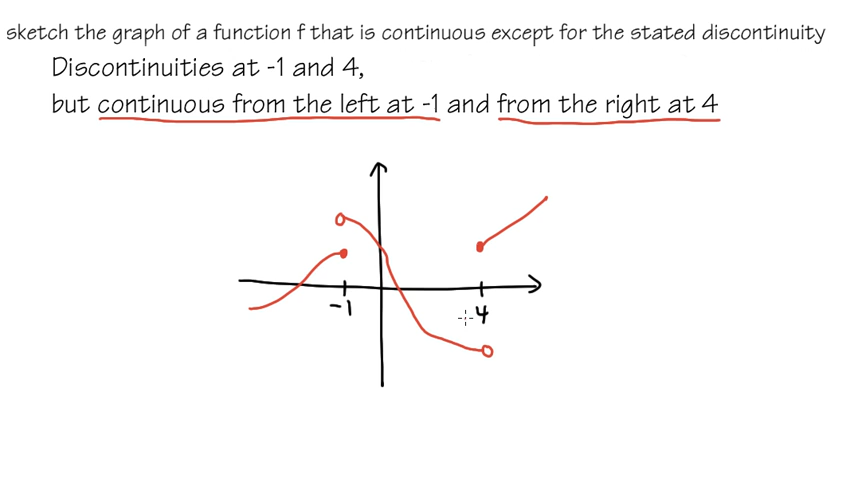 sketch the graph of a function f that is continuous except for the stated discontinuity
Discontinuities at -1 and 4,
but continuous from the left at -1 and from the right at 4
-1
4